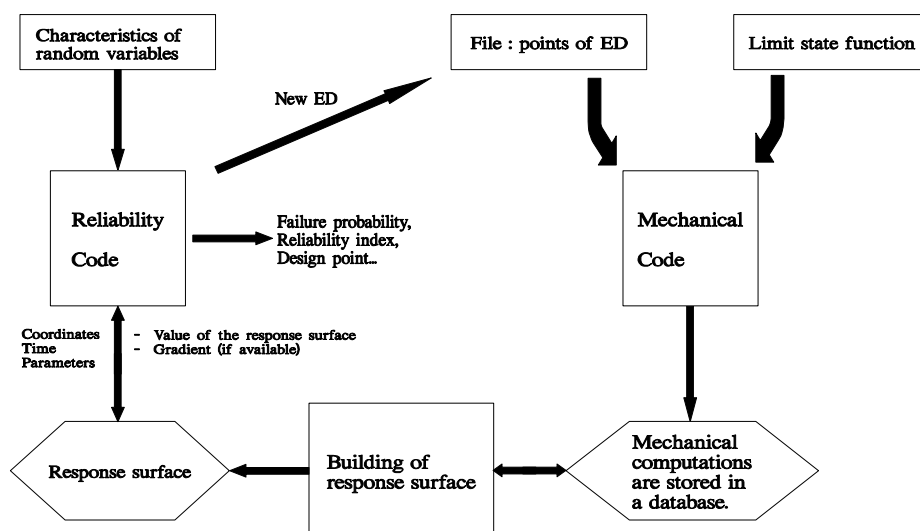 Characteristics of
random variables
File : points of ED
Limit state function
New ED
Reliability
Code
Failure probability,
Reliability index,
Design point...
Mechanical
Code
Coordinates
Time
Parameters
- Value of the response surface
- Gradient (if available)
Response surface
Building of
response surface
Mechanical
computations
are stored in
a database.